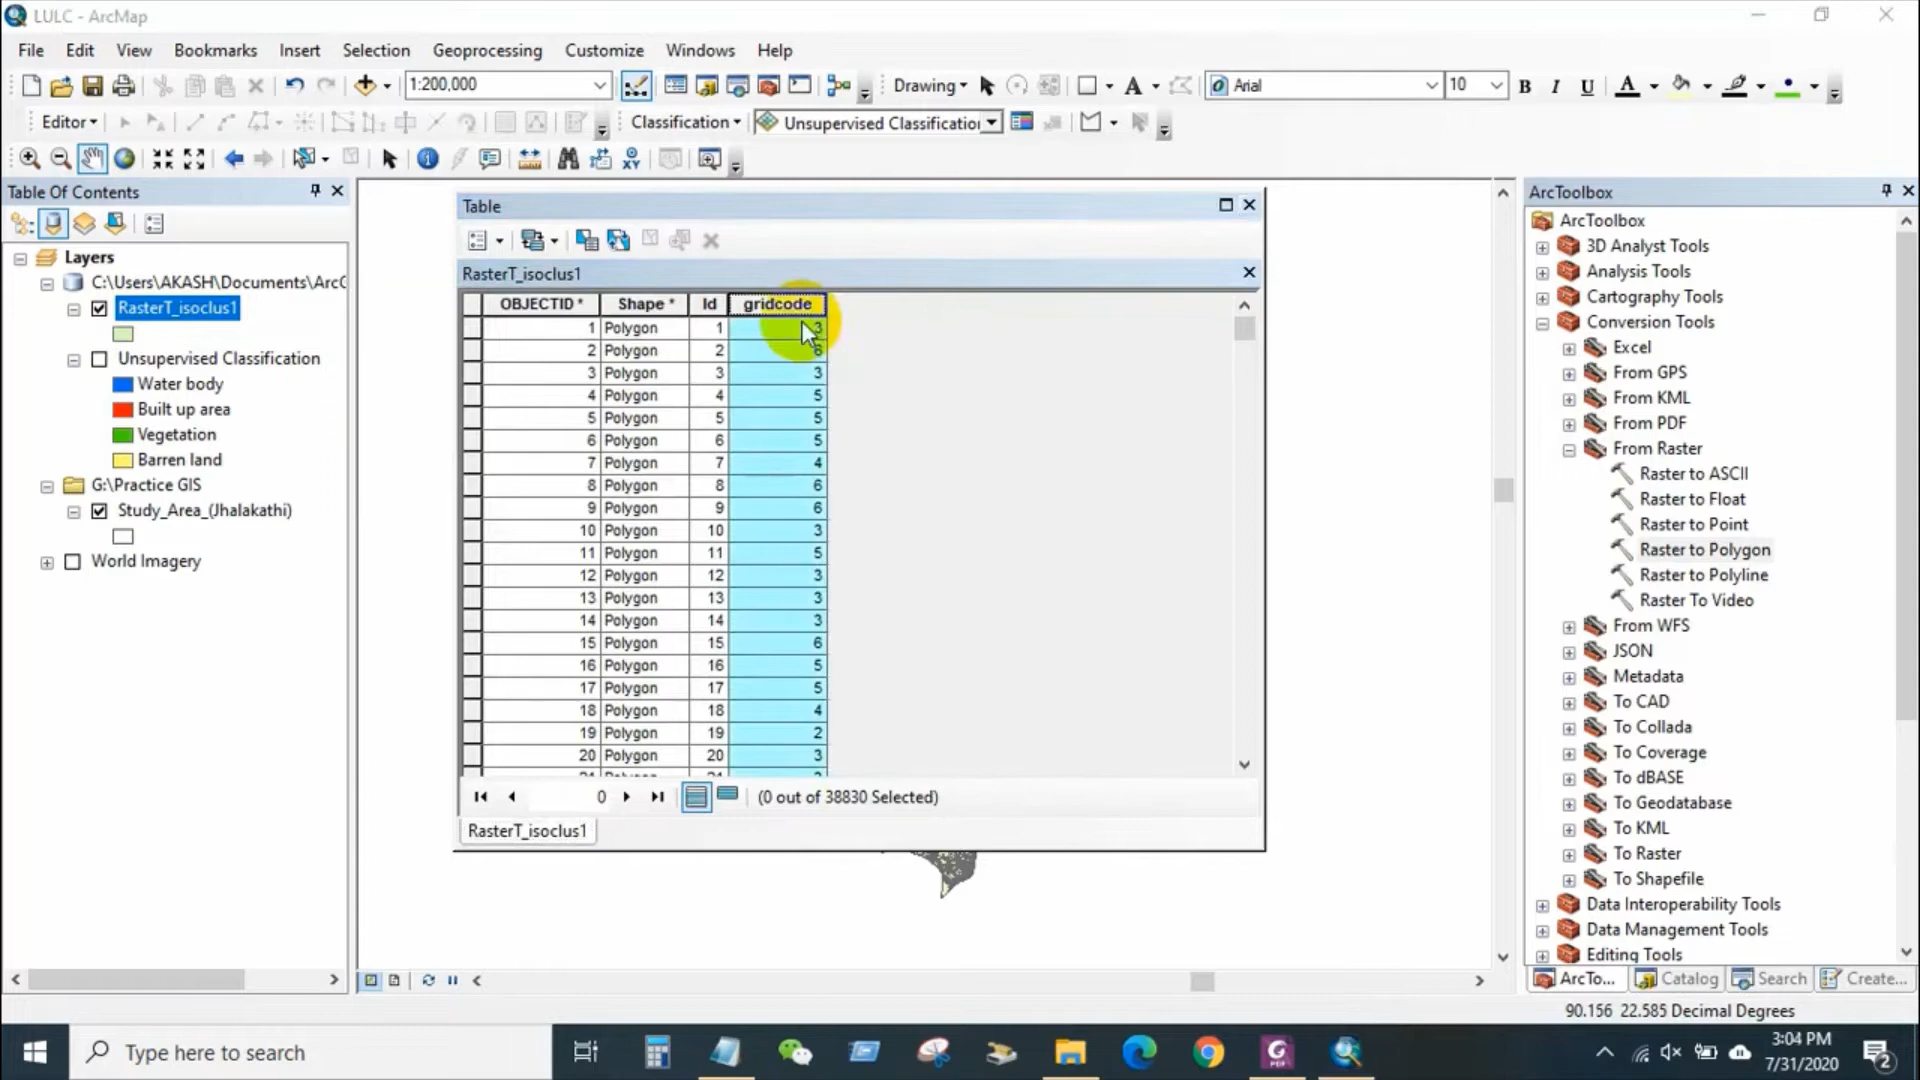 LULC - ArcMap
File Edit View Bookmarks Insert Selection Geoprocessing Customize Windows Help
1:200,000 Drawing Arial 10 B I U A
Editor Classification Unsupervised Classification
Table Of Contents
Layers
C:\Users\AKASH\Documents\ArcG
RasterT_isoclus1
Unsupervised Classification
Water body
Built up area
Vegetation
Barren land
G:\Practice GIS
Study_Area_(Jhalakathi)
World Imagery
Table
RasterT_isoclus1
OBJECTID * Shape * Id gridcode
1 Polygon 1 3
2 Polygon 2 6
3 Polygon 3 3
4 Polygon 4 5
5 Polygon 5 5
6 Polygon 6 5
7 Polygon 7 4
8 Polygon 8 6
9 Polygon 9 6
10 Polygon 10 3
11 Polygon 11 5
12 Polygon 12 3
13 Polygon 13 3
14 Polygon 14 3
15 Polygon 15 6
16 Polygon 16 5
17 Polygon 17 5
18 Polygon 18 4
19 Polygon 19 2
20 Polygon 20 3
0 (0 out of 38830 Selected)
RasterT_isoclus1
ArcToolbox
ArcToolbox
3D Analyst Tools
Analysis Tools
Cartography Tools
Conversion Tools
Excel
From GPS
From KML
From PDF
From Raster
Raster to ASCII
Raster to Float
Raster to Point
Raster to Polygon
Raster to Polyline
Raster To Video
From WFS
JSON
Metadata
To CAD
To Collada
To Coverage
To dBASE
To Geodatabase
To KML
To Raster
To Shapefile
Data Interoperability Tools
Data Management Tools
Editing Tools
ArcTo... Catalog Search Create...
90.156 22.585 Decimal Degrees
Type here to search
3:04 PM
7/31/2020
2